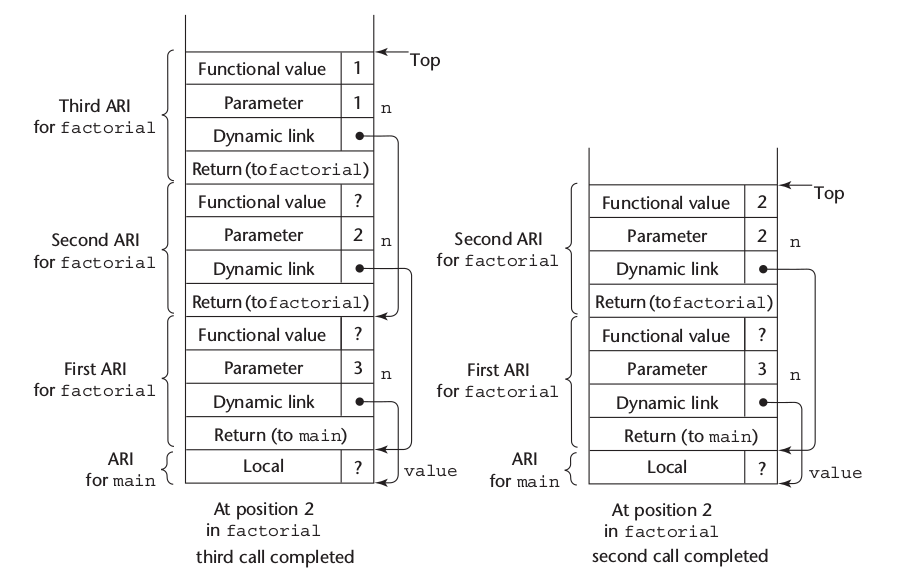 Top
Functional value 1
Third ARI
for factorial
Parameter 1 n
Dynamic link
Return (to factorial)
Functional value ?
Second ARI
for factorial
Parameter 2 n
Dynamic link
Return (to factorial)
Functional value ?
First ARI
for factorial
Parameter 3 n
Dynamic link
Return (to main)
ARI
for main
Local ? value
At position 2
in factorial
third call completed
Top
Functional value 2
Second ARI
for factorial
Parameter 2 n
Dynamic link
Return (to factorial)
Functional value ?
First ARI
for factorial
Parameter 3 n
Dynamic link
Return (to main)
ARI
for main
Local ? value
At position 2
in factorial
second call completed